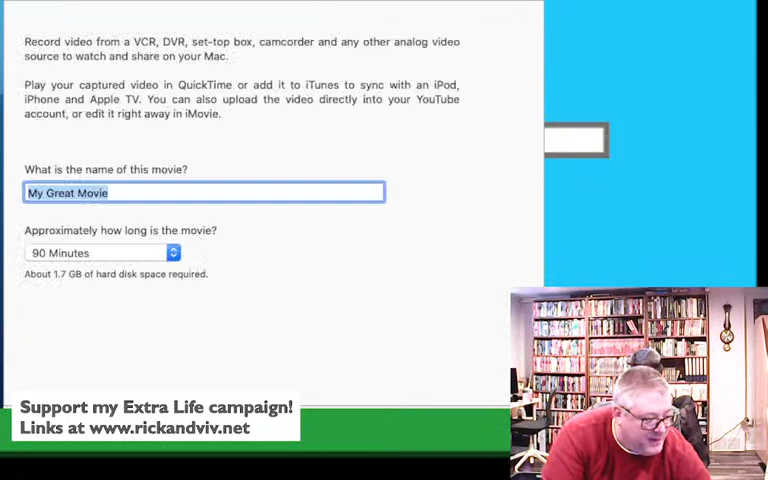 Record video from a VCR, DVR, set-top box, camcorder and any other analog video
source to watch and share on your Mac.
Play your captured video in QuickTime or add it to iTunes to sync with an iPod,
iPhone and Apple TV. You can also upload the video directly into your YouTube
account, or edit it right away in iMovie.
What is the name of this movie?
My Great Movie
Approximately how long is the movie?
90 Minutes
About 1.7 GB of hard disk space required.
Support my Extra Life campaign!
Links at www.rickandviv.net